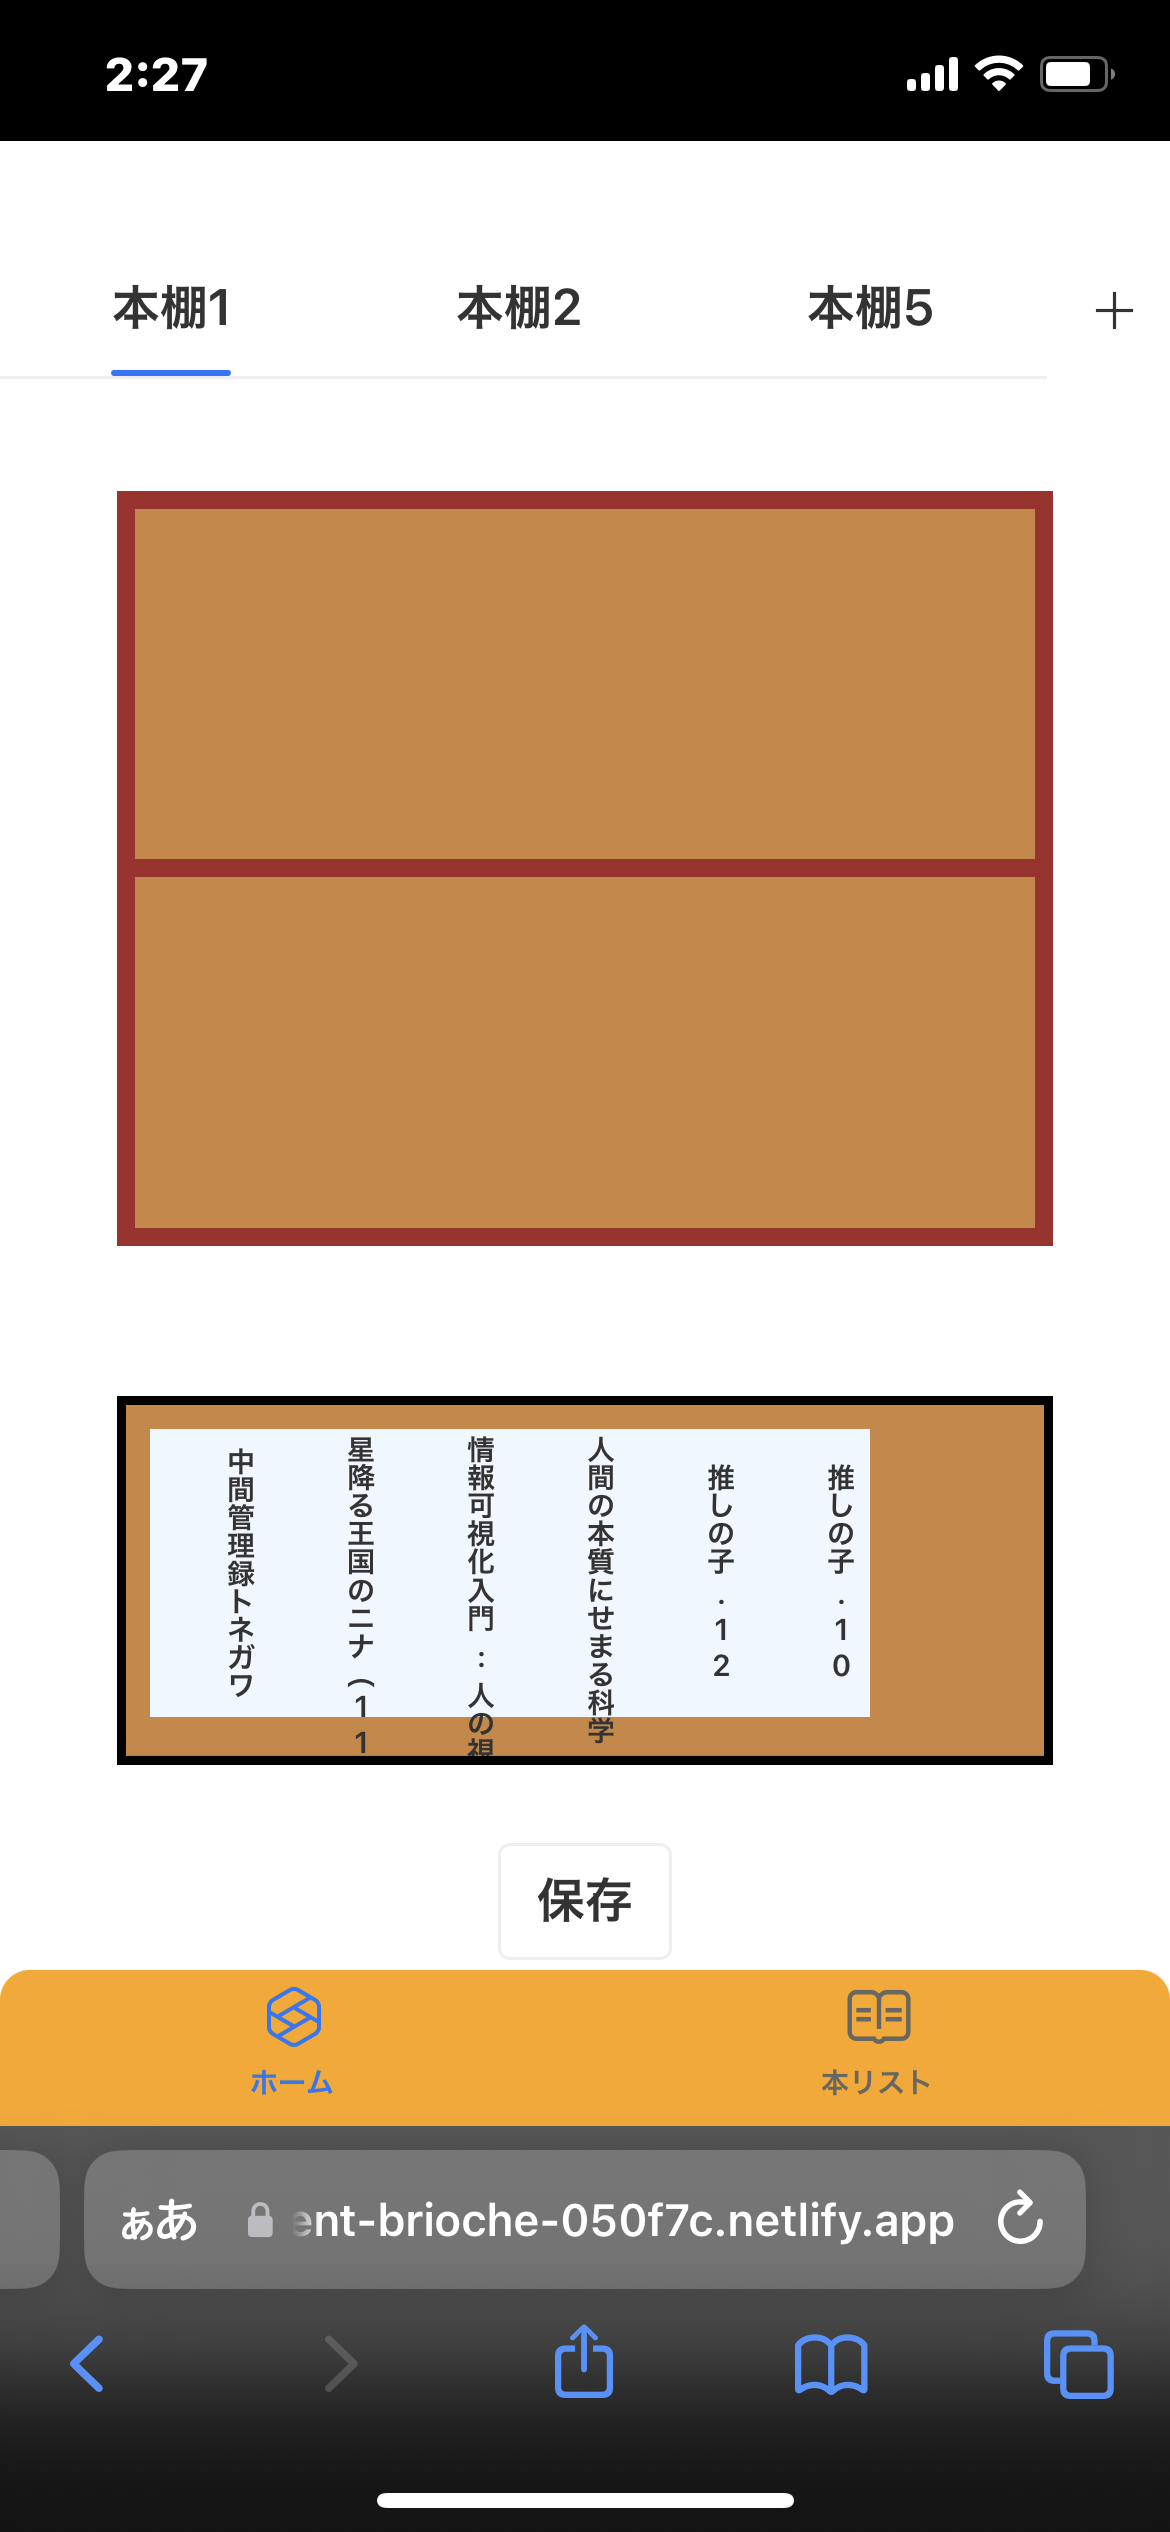 2:27
本棚1
本棚2
本棚5
推しの子.10
推しの子.12
人間の本質にせまる科学
情報可視化入門:人の視
星降る王国のニナ(11
中間管理録トネガワ
保存
ホーム
本リスト
ぁあ
ent-brioche-050f7c.netlify.app